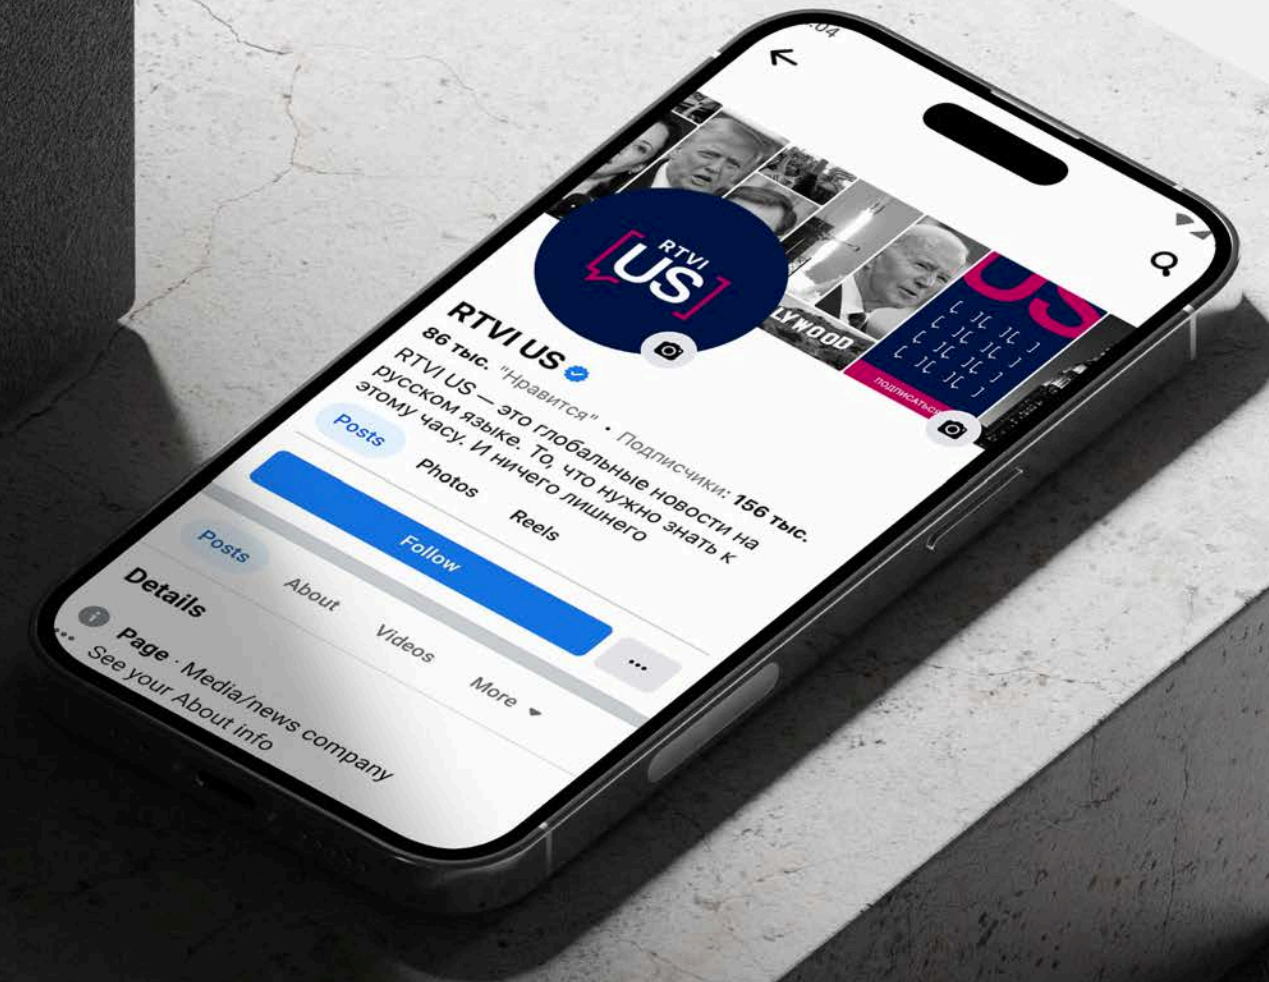 :04
US
ПОДПИСАТЬСЯ
LYWOOD
RTVI
US
RTVI US
86 тыс. "Нравится" • Подписчики: 156 тыс.
RTVI US — это глобальные новости на
русском языке. То, что нужно знать к
этому часу. И ничего лишнего
Posts
Photos
Reels
Follow
...
Posts
About
Videos
More
Details
Page · Media/news company
...
See your About info